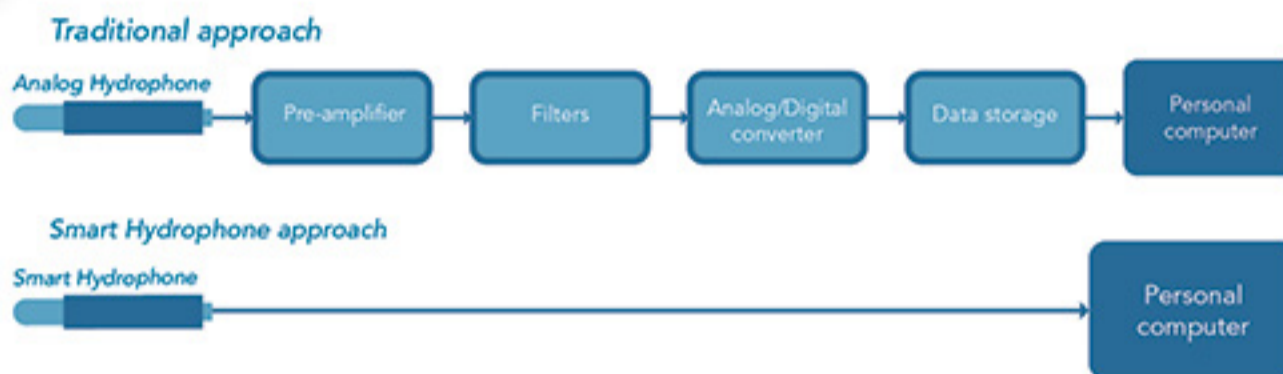 Traditional approach
Analog Hydrophone
Pre-amplifier
Filters
Analog/Digital
converter
Data storage
Personal
computer
Smart Hydrophone approach
Smart Hydrophone
Personal
computer